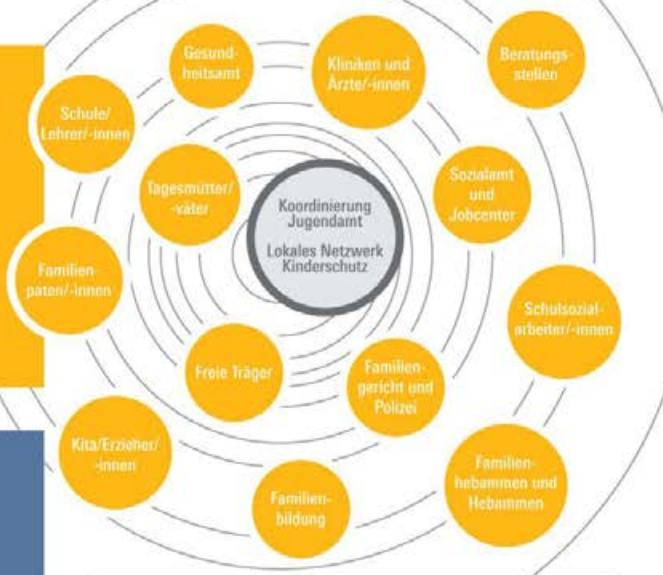 Gesund-
heitsamt
Kliniken und
Ärzte/-innen
Beratungs-
stellen
Schule/
Lehrer/-innen
Tagesmütter/
-väter
Koordinierung
Jugendamt
Lokales Netzwerk
Kinderschutz
Sozialamt
und
Jobcenter
Familien-
paten/-innen
Schulsozial-
arbeiter/-innen
Freie Träger
Familien-
gericht und
Polizei
Kita/Erzieher/
-innen
Familien-
bildung
Familien-
hebammen und
Hebammen